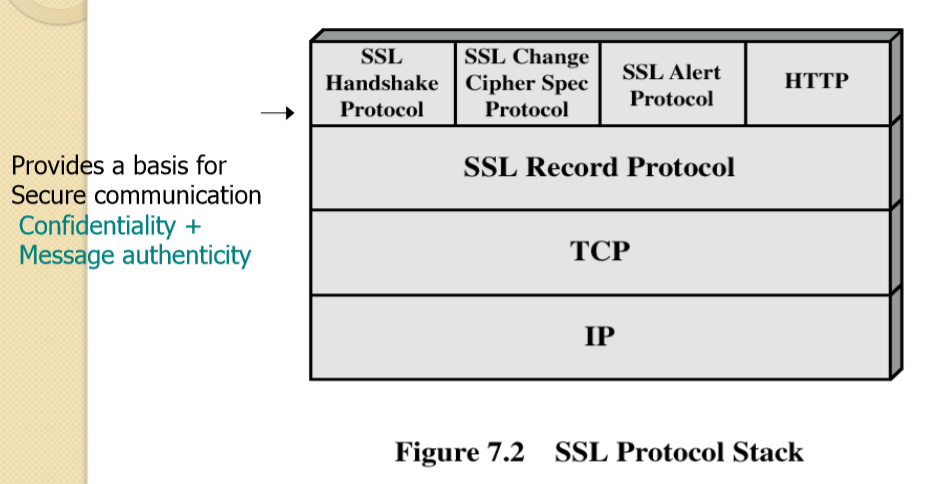 SSL
Handshake
Protocol
SSL Change
Cipher Spec
Protocol
SSL Alert
Protocol
HTTP
Provides a basis for
Secure communication
Confidentiality +
Message authenticity
SSL Record Protocol
TCP
IP
Figure 7.2 SSL Protocol Stack